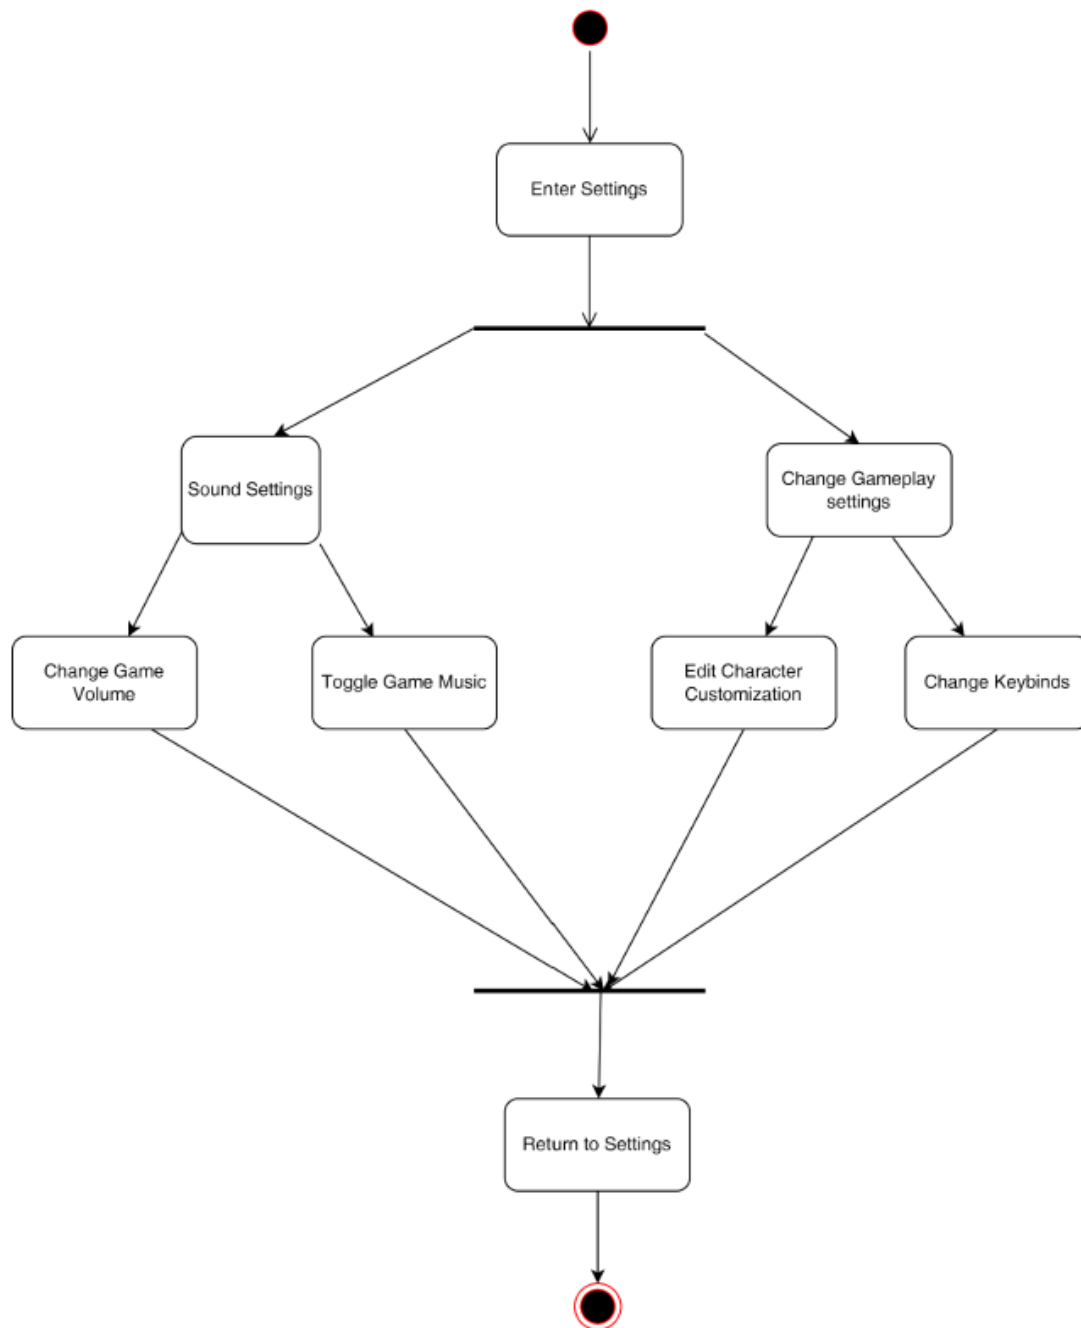 Enter Settings
Sound Settings
Change Gameplay
settings
Change Game
Volume
Toggle Game Music
Edit Character
Customization
Change Keybinds
Return to Settings